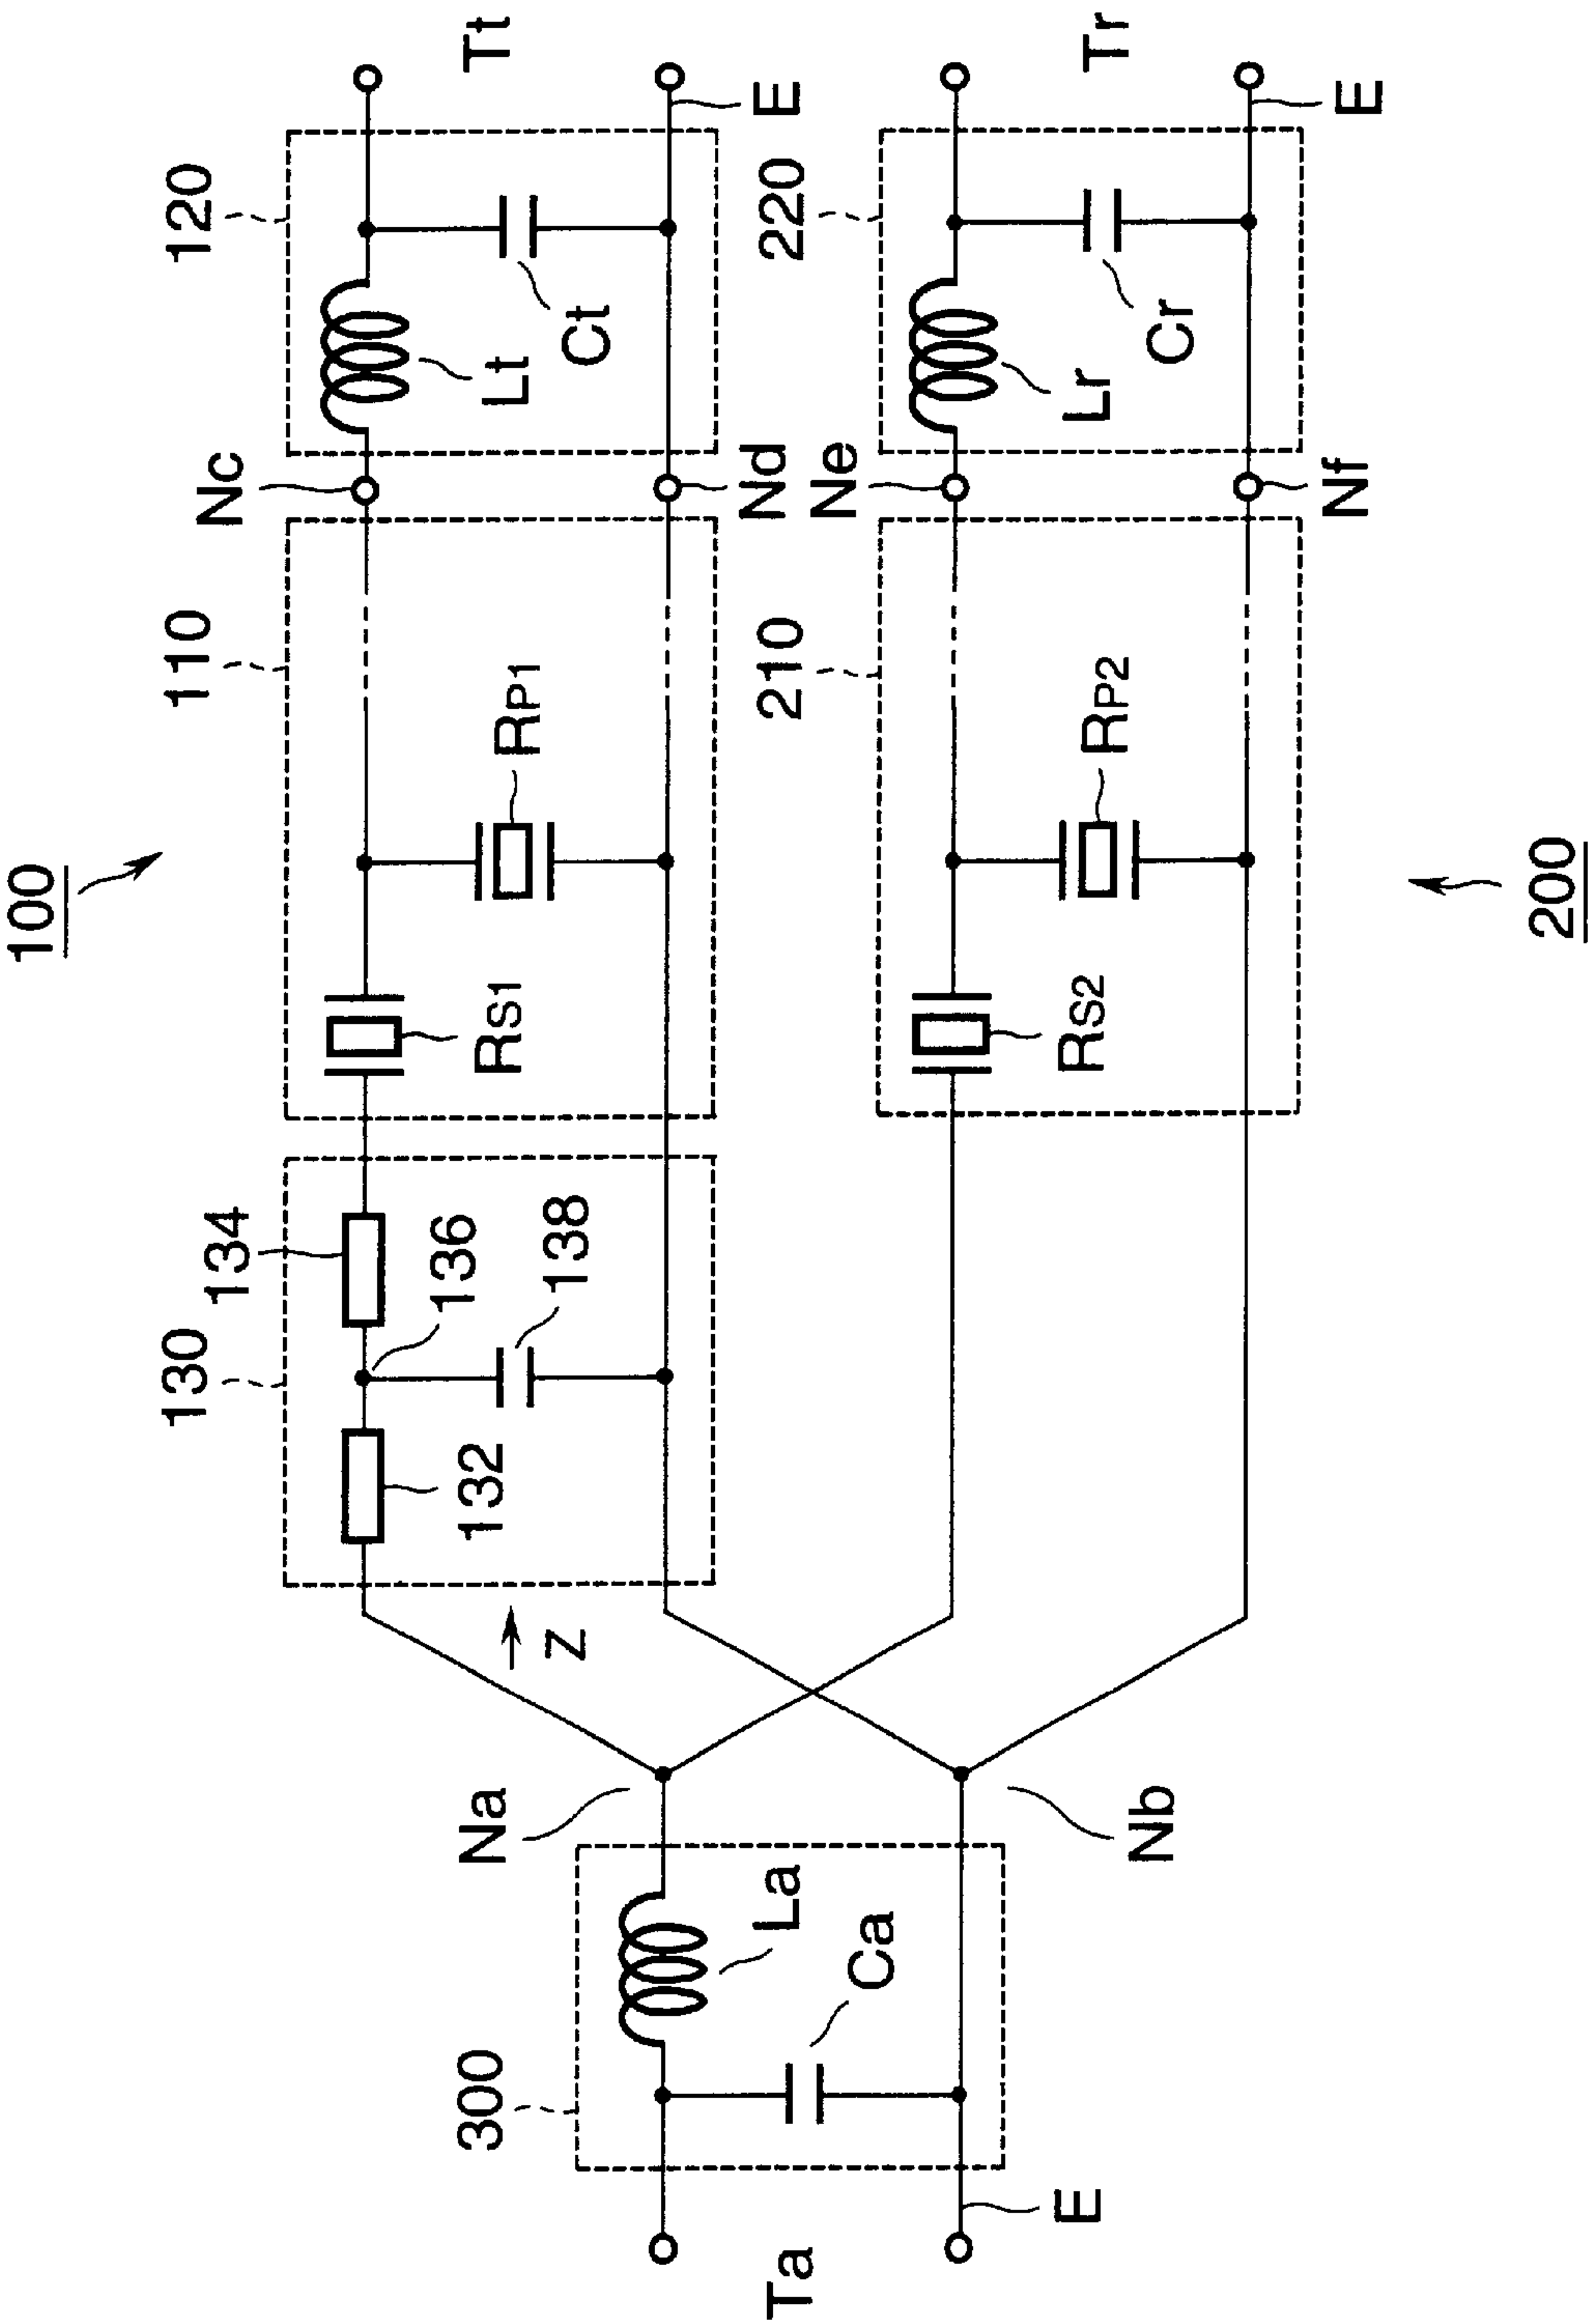 100
130
134
110
Nc
120
132
136
138
RS1
RP1
Lt
Ct
Tt
Z
Nd
E
300
Na
La
Ca
Ta
E
Nb
210
Ne
220
RS2
RP2
Lr
Cr
Tr
Nf
E
200